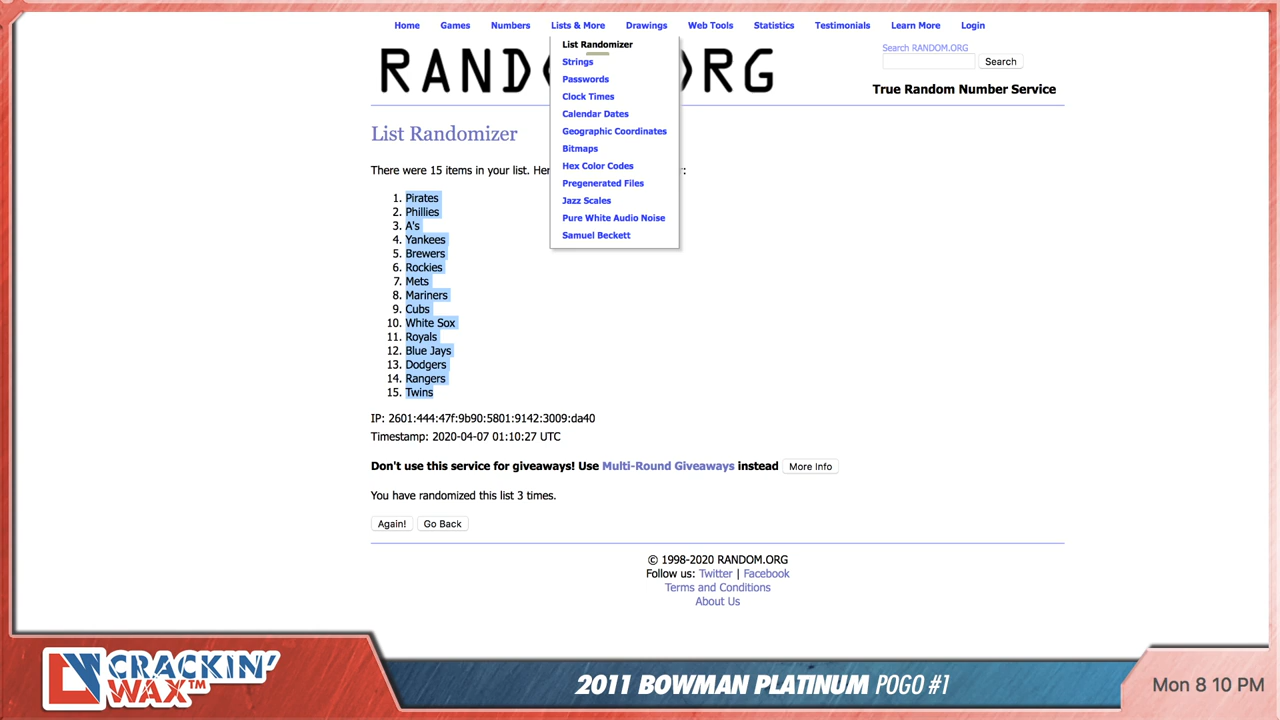 Home Games Numbers Lists & More Drawings Web Tools Statistics Testimonials Learn More Login
List Randomizer
Strings
Passwords
Clock Times
Calendar Dates
Geographic Coordinates
Bitmaps
Hex Color Codes
Pregenerated Files
Jazz Scales
Pure White Audio Noise
Samuel Beckett
RAND RG
Search RANDOM.ORG
Search
True Random Number Service
List Randomizer
There were 15 items in your list. Her :
1. Pirates
2. Phillies
3. A's
4. Yankees
5. Brewers
6. Rockies
7. Mets
8. Mariners
9. Cubs
10. White Sox
11. Royals
12. Blue Jays
13. Dodgers
14. Rangers
15. Twins
IP: 2601:444:47f:9b90:5801:9142:3009:da40
Timestamp: 2020-04-07 01:10:27 UTC
Don't use this service for giveaways! Use Multi-Round Giveaways instead More Info
You have randomized this list 3 times.
Again! Go Back
© 1998-2020 RANDOM.ORG
Follow us: Twitter | Facebook
Terms and Conditions
About Us
CRACKIN'
WAX™
2011 BOWMAN PLATINUM POGO #1
Mon 8 10 PM